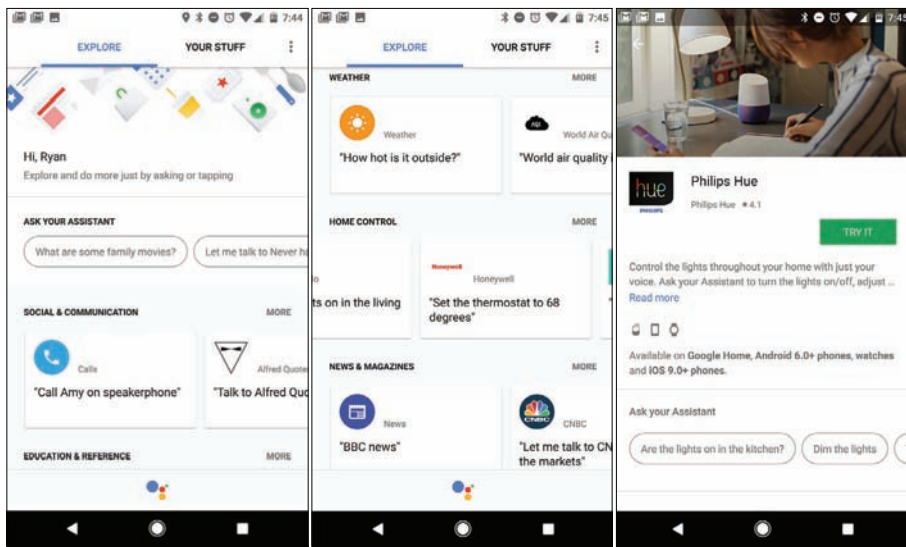 7:44
EXPLORE YOUR STUFF
Hi, Ryan
Explore and do more just by asking or tapping
ASK YOUR ASSISTANT
What are some family movies? Let me talk to Never
SOCIAL & COMMUNICATION MORE
Calls
"Call Amy on speakerphone"
Alfred Quote
"Talk to Alfred Quo
EDUCATION & REFERENCE MORE
7:45
EXPLORE YOUR STUFF
WEATHER MORE
Weather
"How hot is it outside?"
AQI
World Air Qu
"World air quality i
HOME CONTROL MORE
ts on in the living
Honeywell
Honeywell
"Set the thermostat to 68
degrees"
NEWS & MAGAZINES MORE
News
"BBC news"
CNBC
CNBC
"Let me talk to CN
the markets"
7:45
hue
PHILIPS
Philips Hue
Philips Hue 4.1
TRY IT
Control the lights throughout your home with just your
voice. Ask your Assistant to turn the lights on/off, adjust ...
Read more
Available on Google Home, Android 6.0+ phones, watches
and iOS 9.0+ phones.
Ask your Assistant
Are the lights on in the kitchen? Dim the lights